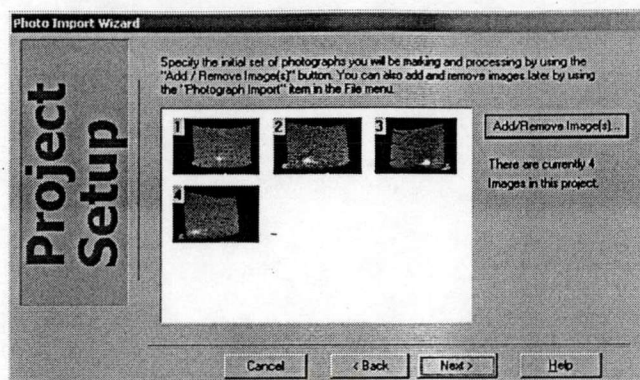 Photo Import Wizard
Project
Setup
Specify the initial set of photographs you will be marking and processing by using the
"Add / Remove Image(s)" button. You can also add and remove images later by using
the "Photograph Import" item in the File menu.
1
2
3
4
Add/Remove Image(s)...
There are currently 4
Images in this project.
Cancel
< Back
Next >
Help